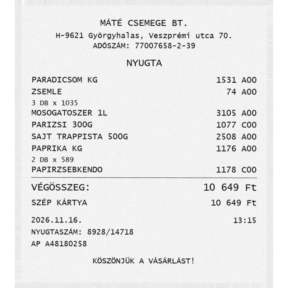 MÁTÉ CSEMEGE BT.
H-9621 Györgyhalas, Veszprémi utca 70.
ADÓSZÁM: 77007658-2-39
NYUGTA
PARADICSOM KG 1531 A00
ZSEMLE 74 A00
3 DB x 1035
MOSOGATOSZER 1L 3105 A00
PARIZSI 300G 1077 C00
SAJT TRAPPISTA 500G 2508 A00
PAPRIKA KG 1176 A00
2 DB x 589
PAPIRZSEBKENDO 1178 C00
VÉGÖSSZEG: 10 649 Ft
SZÉP KÁRTYA 10 649 Ft
2026.11.16. 13:15
NYUGTASZÁM: 8928/14718
AP A48180258
KÖSZÖNJÜK A VÁSÁRLÁST!